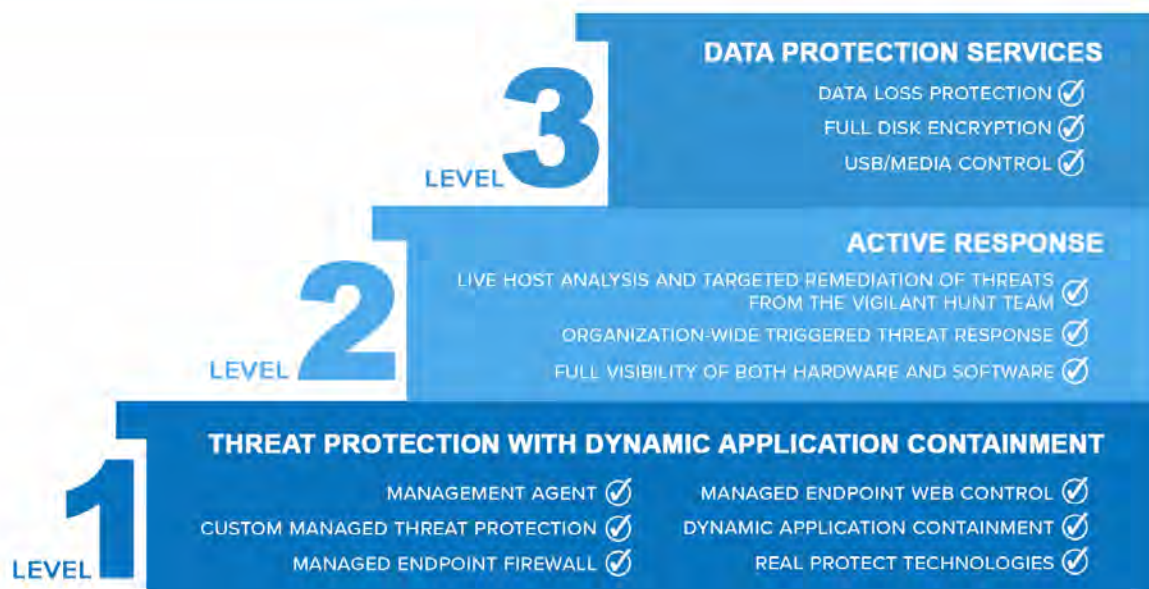 3
LEVEL
DATA PROTECTION SERVICES
DATA LOSS PROTECTION
FULL DISK ENCRYPTION
USB/MEDIA CONTROL
2
LEVEL
ACTIVE RESPONSE
LIVE HOST ANALYSIS AND TARGETED REMEDIATION OF THREATS
FROM THE VIGILANT HUNT TEAM
ORGANIZATION-WIDE TRIGGERED THREAT RESPONSE
FULL VISIBILITY OF BOTH HARDWARE AND SOFTWARE
1
LEVEL
THREAT PROTECTION WITH DYNAMIC APPLICATION CONTAINMENT
MANAGEMENT AGENT
CUSTOM MANAGED THREAT PROTECTION
MANAGED ENDPOINT FIREWALL
MANAGED ENDPOINT WEB CONTROL
DYNAMIC APPLICATION CONTAINMENT
REAL PROTECT TECHNOLOGIES